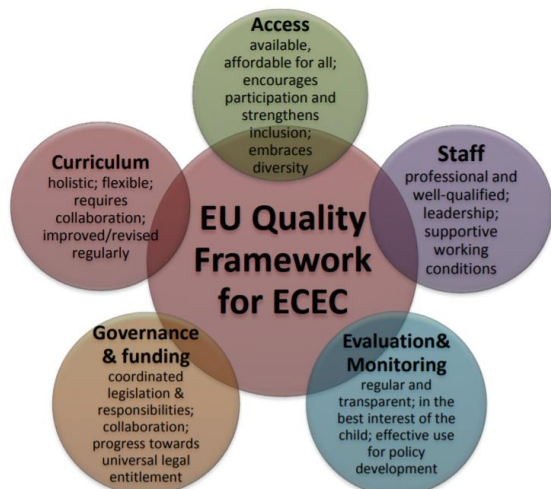 Access
available,
affordable for all;
encourages
participation and
strengthens
inclusion;
embraces
diversity
Curriculum
holistic; flexible;
requires
collaboration;
improved/revised
regularly
EU Quality
Framework
for ECEC
Staff
professional and
well-qualified;
leadership;
supportive
working
conditions
Governance
& funding
coordinated
legislation &
responsibilities;
collaboration;
progress towards
universal legal
entitlement
Evaluation&
Monitoring
regular and
transparent; in the
best interest of the
child; effective use
for policy
development